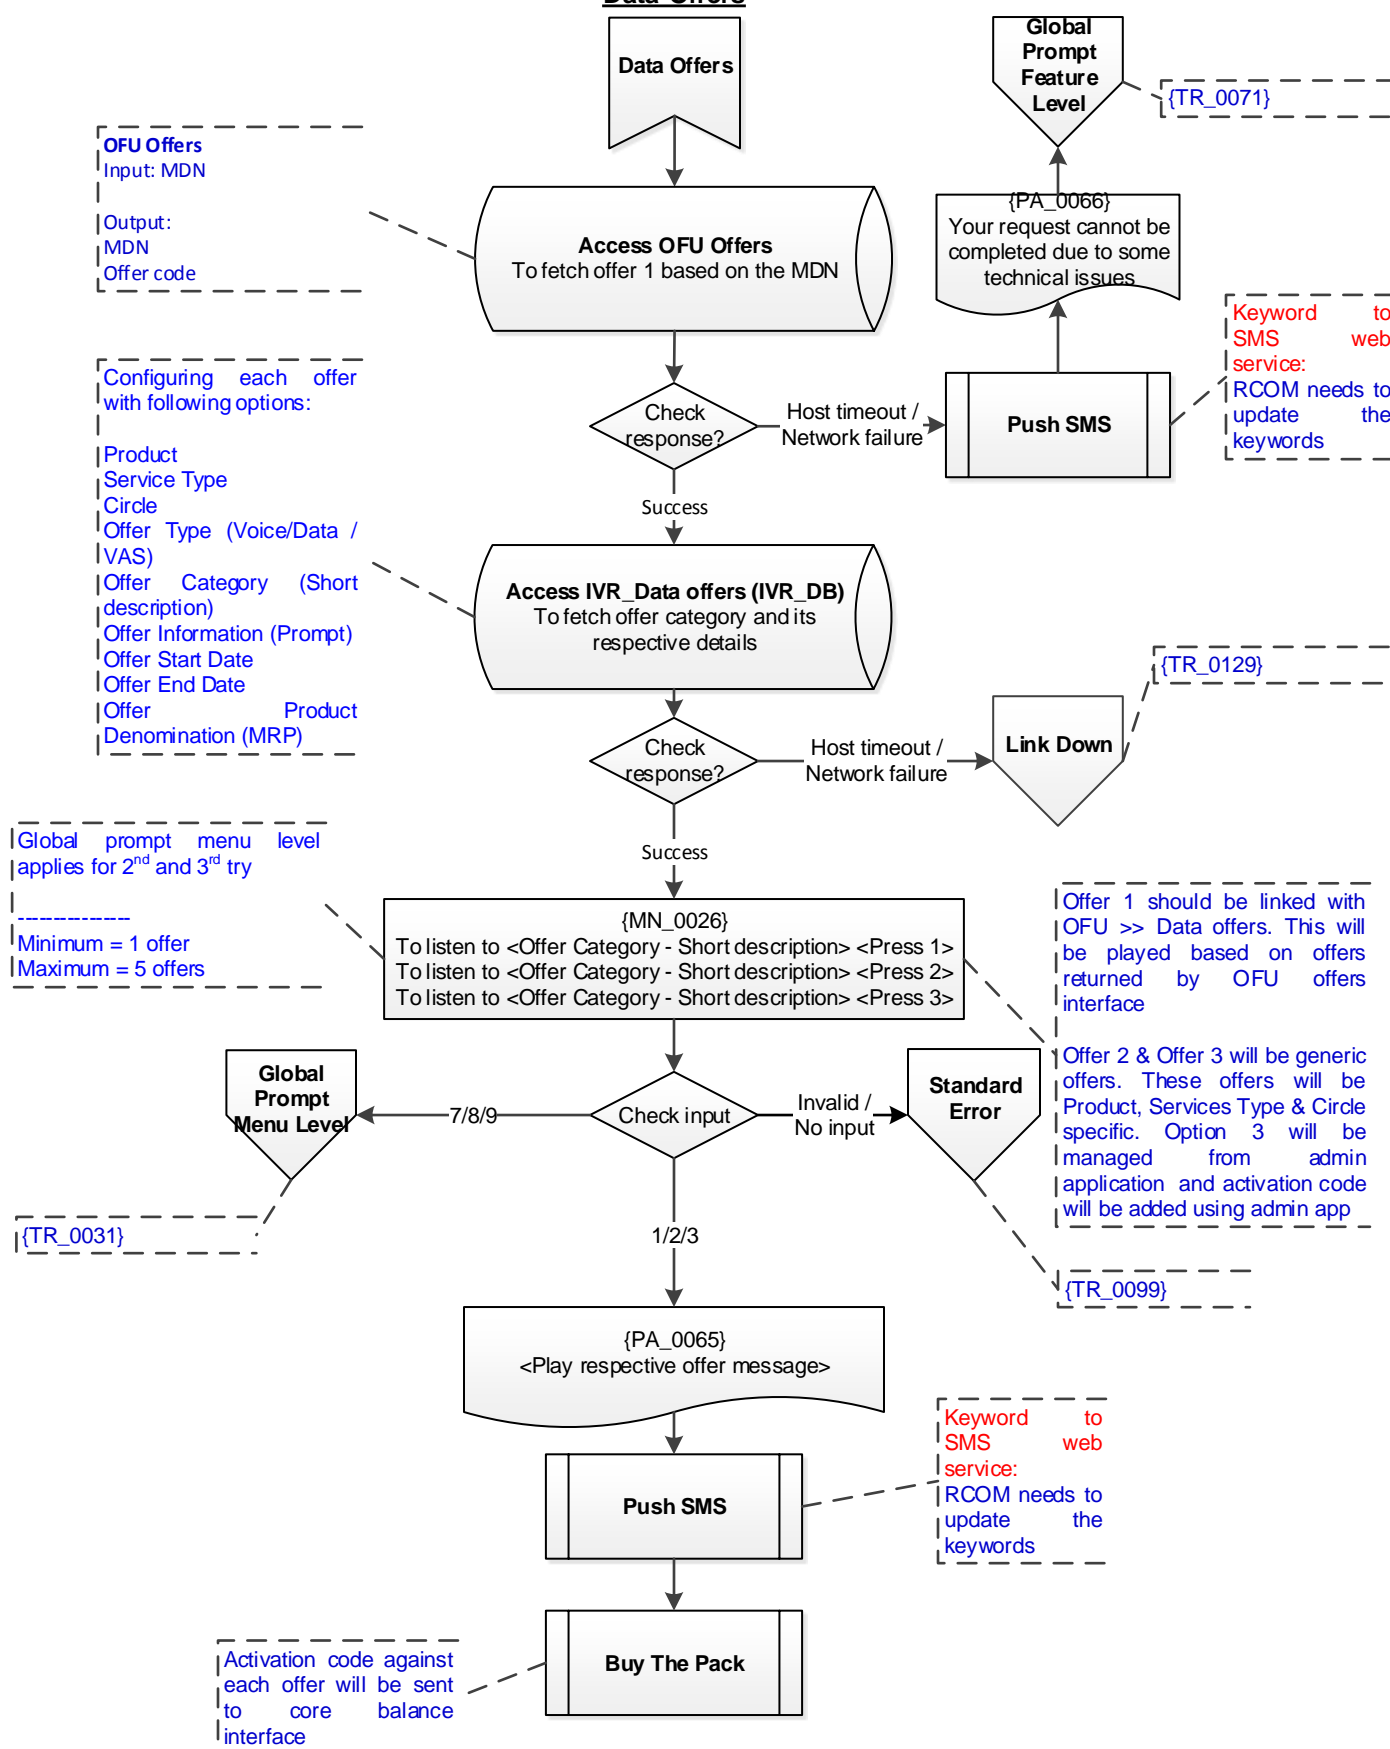 Data Offers
Data Offers
Global
Prompt
Feature
Level
{TR_0071}
OFU Offers
Input: MDN
Output:
MDN
Offer code
Access OFU Offers
To fetch offer 1 based on the MDN
{PA_0066}
Your request cannot be
completed due to some
technical issues
Keyword to
SMS web
service:
RCOM needs to
update the
keywords
Configuring each offer
with following options:
Product
Service Type
Circle
Offer Type (Voice/Data /
VAS)
Offer Category (Short
description)
Offer Information (Prompt)
Offer Start Date
Offer End Date
Offer Product
Denomination (MRP)
Check
response?
Host timeout /
Network failure
Push SMS
Success
Access IVR_Data offers (IVR_DB)
To fetch offer category and its
respective details
{TR_0129}
Check
response?
Host timeout /
Network failure
Link Down
Success
Global prompt menu level
applies for 2nd and 3rd try
----------------
Minimum = 1 offer
Maximum = 5 offers
{MN_0026}
To listen to <Offer Category - Short description> <Press 1>
To listen to <Offer Category - Short description> <Press 2>
To listen to <Offer Category - Short description> <Press 3>
Offer 1 should be linked with
OFU >> Data offers. This will
be played based on offers
returned by OFU offers
interface
Offer 2 & Offer 3 will be generic
offers. These offers will be
Product, Services Type & Circle
specific. Option 3 will be
managed from admin
application and activation code
will be added using admin app
Global
Prompt
Menu Level
7/8/9
Check input
Invalid /
No input
Standard
Error
{TR_0031}
1/2/3
{TR_0099}
{PA_0065}
<Play respective offer message>
Keyword to
SMS web
service:
RCOM needs to
update the
keywords
Push SMS
Buy The Pack
Activation code against
each offer will be sent
to core balance
interface